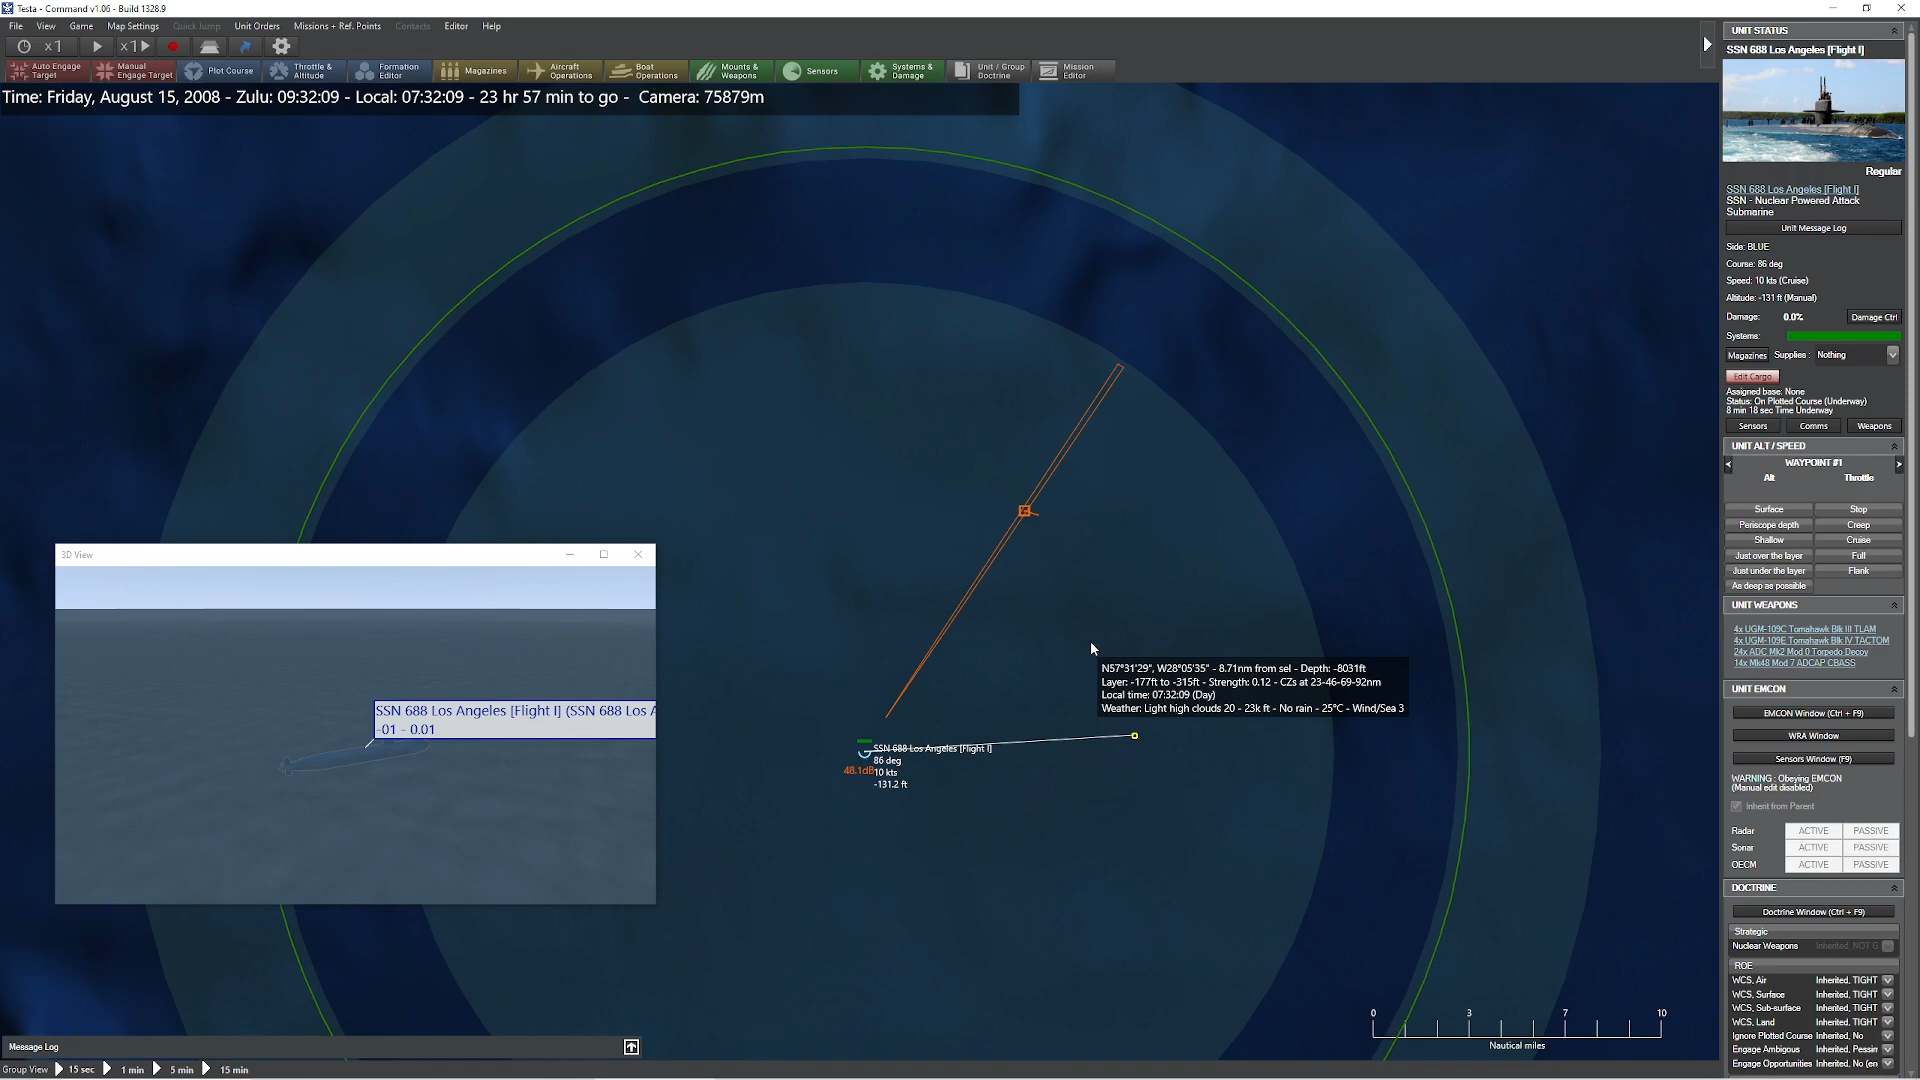 Testa - Command v1.06 - Build 1328.9
File View Game Map Settings Quick Jump Unit Orders Missions + Ref. Points Contacts Editor Help
x1 x1
Auto Engage Target
Manual Engage Target
Plot Course
Throttle & Altitude
Formation Editor
Magazines
Aircraft Operations
Boat Operations
Mounts & Weapons
Sensors
Systems & Damage
Unit / Group Doctrine
Mission Editor
Time: Friday, August 15, 2008 - Zulu: 09:32:09 - Local: 07:32:09 - 23 hr 57 min to go - Camera: 75879m
3D View
SSN 688 Los Angeles [Flight I] (SSN 688 Los A
-01 - 0.01
N57°31'29", W28°05'35" - 8.71nm from sel - Depth: -8031ft
Layer: -177ft to -315ft - Strength: 0.12 - CZs at 23-46-69-92nm
Local time: 07:32:09 (Day)
Weather: Light high clouds 20 - 23k ft - No rain - 25°C - Wind/Sea 3
SSN 688 Los Angeles [Flight I]
86 deg
48.1dB 10 kts
-131.2 ft
0 3 7 10
Nautical miles
Message Log
Group View 15 sec 1 min 5 min 15 min
UNIT STATUS
SSN 688 Los Angeles [Flight I]
Regular
SSN 688 Los Angeles [Flight I]
SSN - Nuclear Powered Attack
Submarine
Unit Message Log
Side: BLUE
Course: 86 deg
Speed: 10 kts (Cruise)
Altitude: -131 ft (Manual)
Damage: 0.0% Damage Ctrl
Systems:
Magazines Supplies : Nothing
Edit Cargo
Assigned base: None
Status: On Plotted Course (Underway)
8 min 18 sec Time Underway
Sensors Comms Weapons
UNIT ALT / SPEED
< WAYPOINT #1 >
Alt Throttle
Surface Stop
Periscope depth Creep
Shallow Cruise
Just over the layer Full
Just under the layer Flank
As deep as possible
UNIT WEAPONS
4x UGM-109C Tomahawk Blk III TLAM
4x UGM-109E Tomahawk Blk IV TACTOM
24x ADC Mk2 Mod 0 Torpedo Decoy
14x Mk48 Mod 7 ADCAP CBASS
UNIT EMCON
EMCON Window (Ctrl + F9)
WRA Window
Sensors Window (F9)
WARNING : Obeying EMCON
(Manual edit disabled)
Inherit from Parent
Radar ACTIVE PASSIVE
Sonar ACTIVE PASSIVE
OECM ACTIVE PASSIVE
DOCTRINE
Doctrine Window (Ctrl + F9)
Strategic
Nuclear Weapons Inherited, NOT G
ROE
WCS, Air Inherited, TIGHT
WCS, Surface Inherited, TIGHT
WCS, Sub-surface Inherited, TIGHT
WCS, Land Inherited, TIGHT
Ignore Plotted Course Inherited, No
Engage Ambiguous Inherited, Pessim
Engage Opportunities Inherited, No (en